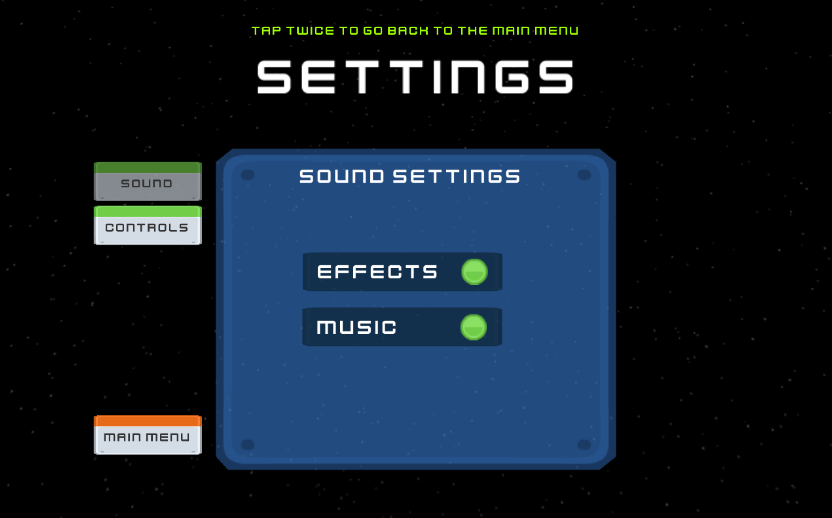 TAP TWICE TO GO BACK TO THE MAIN MENU
SETTINGS
SOUND
CONTROLS
MAIN MENU
SOUND SETTINGS
EFFECTS
MUSIC